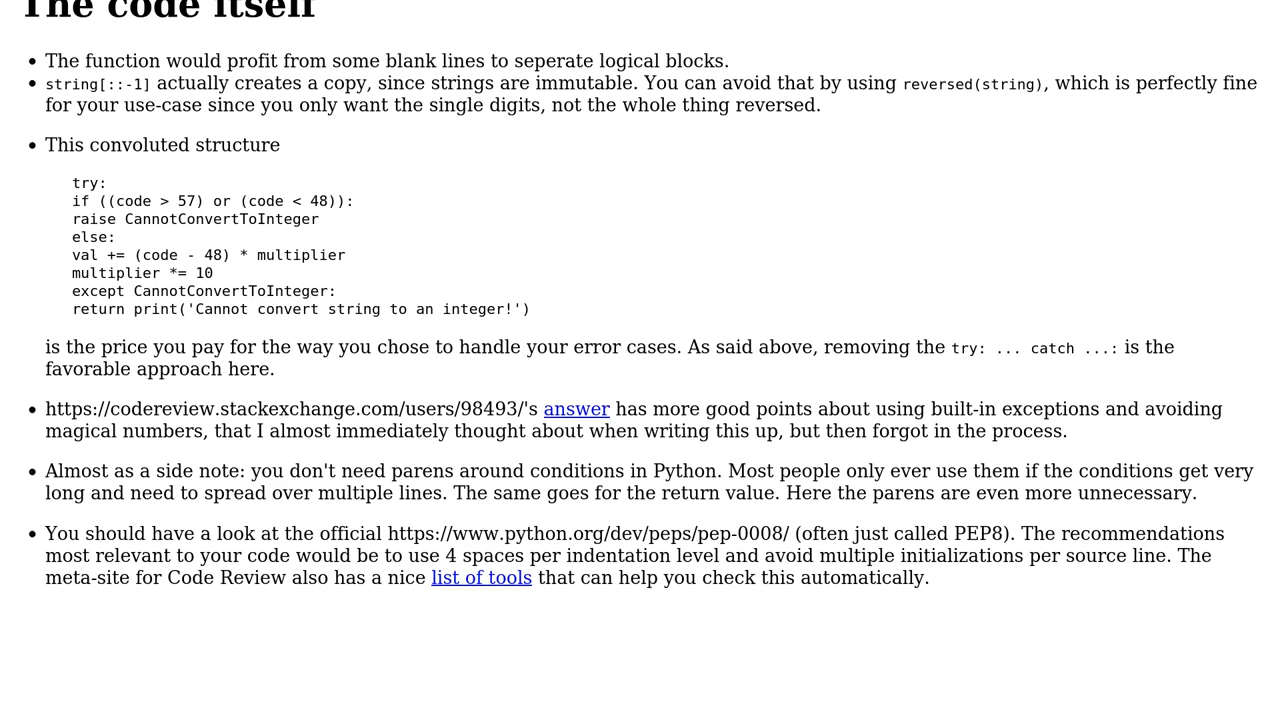 The code itself
The function would profit from some blank lines to seperate logical blocks.
string[::-1] actually creates a copy, since strings are immutable. You can avoid that by using reversed(string), which is perfectly fine
for your use-case since you only want the single digits, not the whole thing reversed.
This convoluted structure
try:
if ((code > 57) or (code < 48)):
raise CannotConvertToInteger
else:
val += (code - 48) * multiplier
multiplier *= 10
except CannotConvertToInteger:
return print('Cannot convert string to an integer!')
is the price you pay for the way you chose to handle your error cases. As said above, removing the try: ... catch ...: is the
favorable approach here.
https://codereview.stackexchange.com/users/98493/'s answer has more good points about using built-in exceptions and avoiding
magical numbers, that I almost immediately thought about when writing this up, but then forgot in the process.
Almost as a side note: you don't need parens around conditions in Python. Most people only ever use them if the conditions get very
long and need to spread over multiple lines. The same goes for the return value. Here the parens are even more unnecessary.
You should have a look at the official https://www.python.org/dev/peps/pep-0008/ (often just called PEP8). The recommendations
most relevant to your code would be to use 4 spaces per indentation level and avoid multiple initializations per source line. The
meta-site for Code Review also has a nice list of tools that can help you check this automatically.